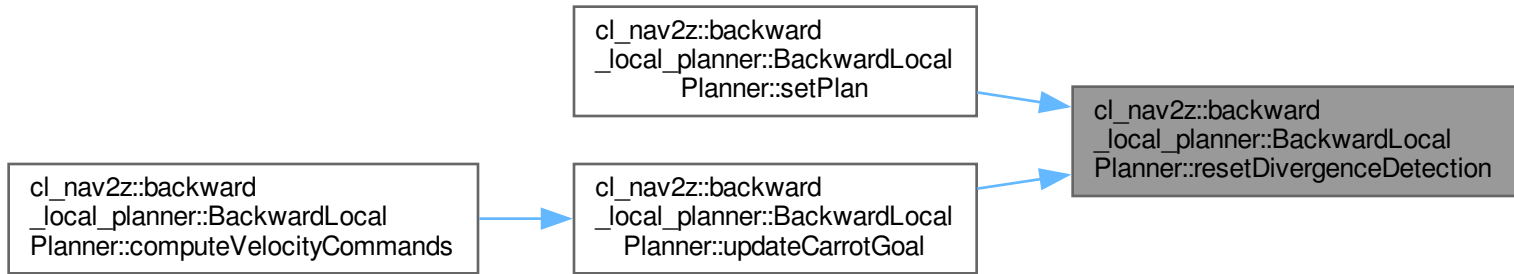 cl_nav2z::backward
_local_planner::BackwardLocal
Planner::setPlan
cl_nav2z::backward
_local_planner::BackwardLocal
Planner::resetDivergenceDetection
cl_nav2z::backward
_local_planner::BackwardLocal
Planner::computeVelocityCommands
cl_nav2z::backward
_local_planner::BackwardLocal
Planner::updateCarrotGoal